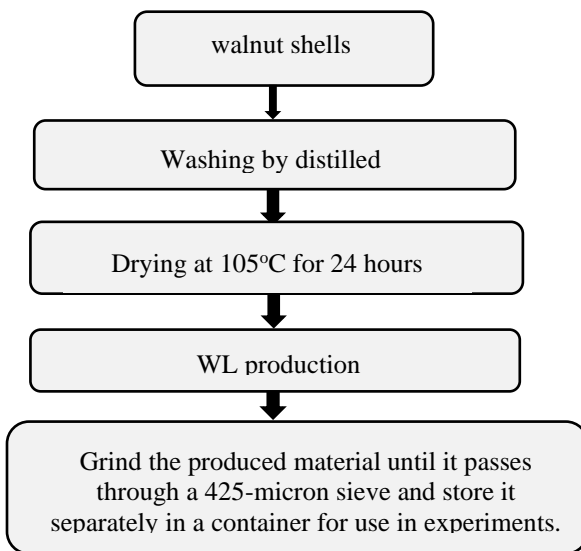 walnut shells
Washing by distilled
Drying at 105°C for 24 hours
WL production
Grind the produced material until it passes
through a 425-micron sieve and store it
separately in a container for use in experiments.